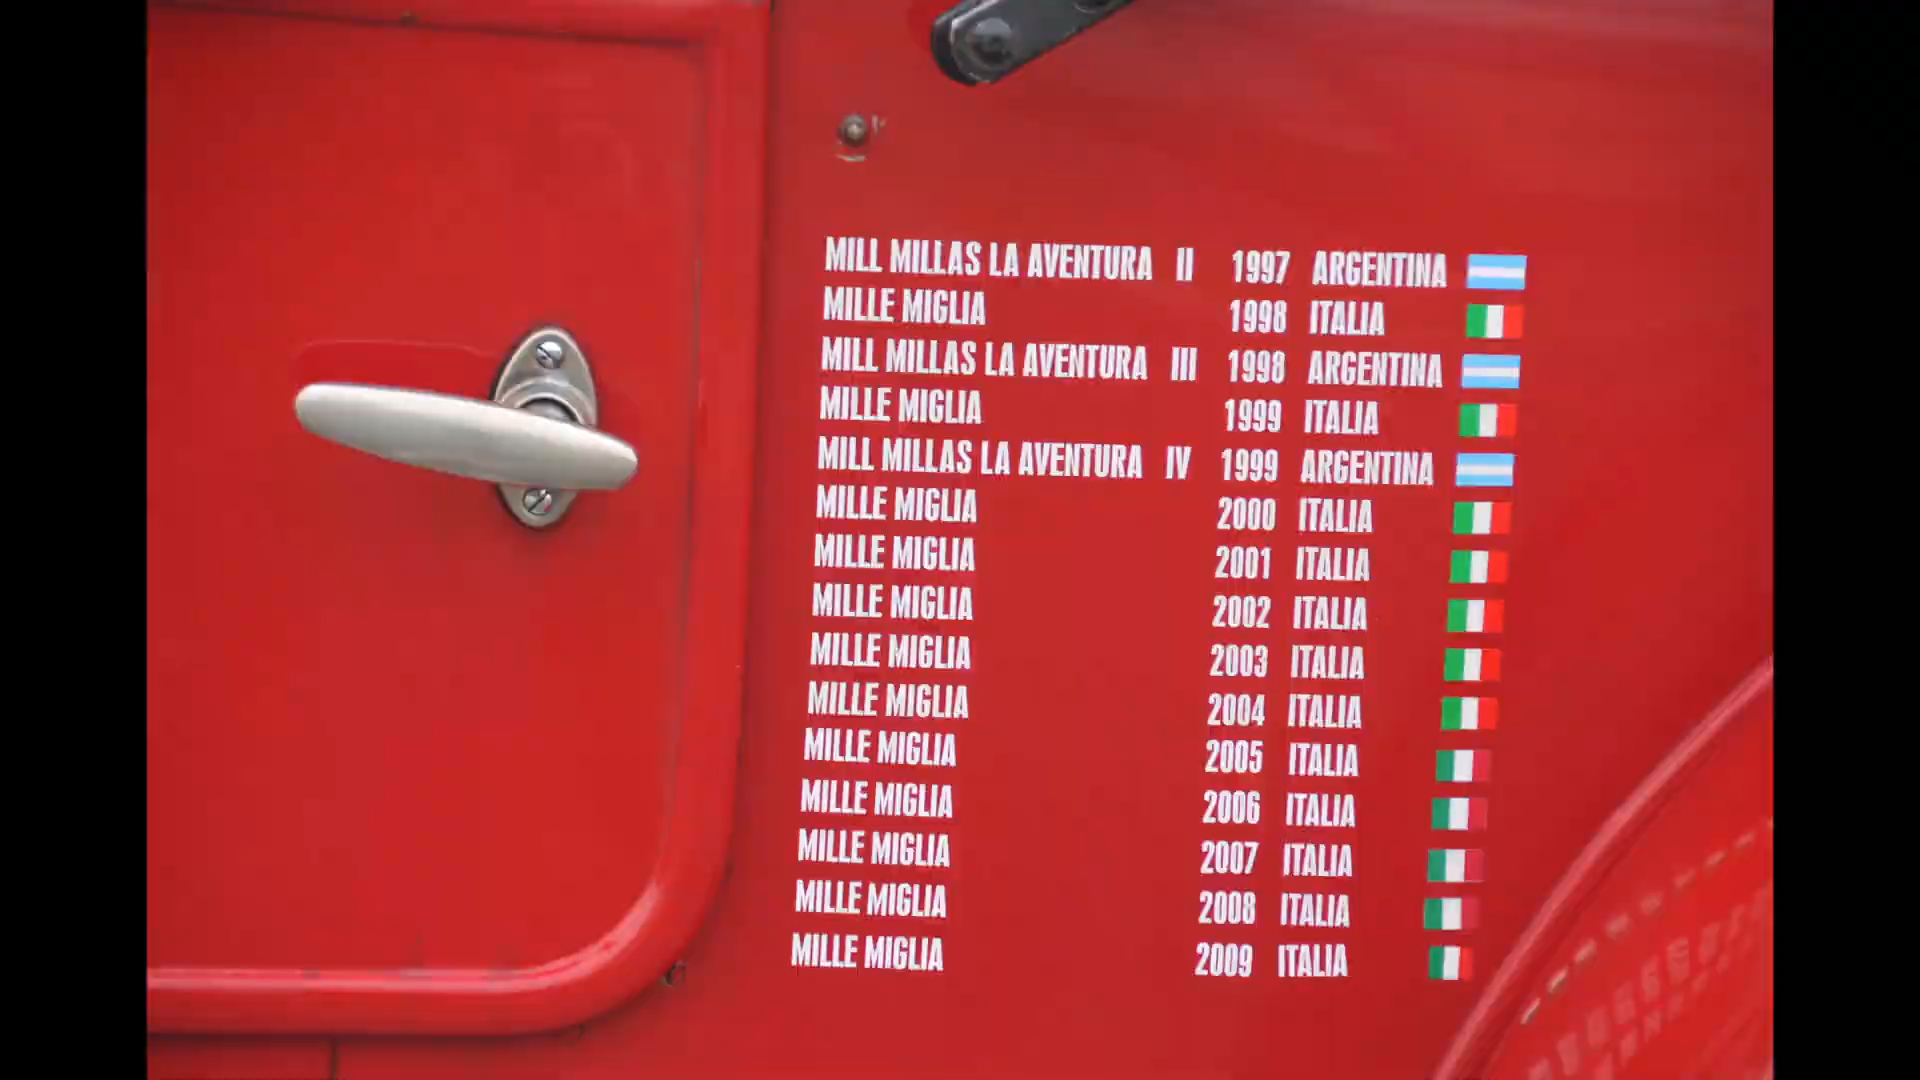 MILL MILLAS LA AVENTURA II 1997 ARGENTINA
MILLE MIGLIA 1998 ITALIA
MILL MILLAS LA AVENTURA III 1998 ARGENTINA
MILLE MIGLIA 1999 ITALIA
MILL MILLAS LA AVENTURA IV 1999 ARGENTINA
MILLE MIGLIA 2000 ITALIA
MILLE MIGLIA 2001 ITALIA
MILLE MIGLIA 2002 ITALIA
MILLE MIGLIA 2003 ITALIA
MILLE MIGLIA 2004 ITALIA
MILLE MIGLIA 2005 ITALIA
MILLE MIGLIA 2006 ITALIA
MILLE MIGLIA 2007 ITALIA
MILLE MIGLIA 2008 ITALIA
MILLE MIGLIA 2009 ITALIA